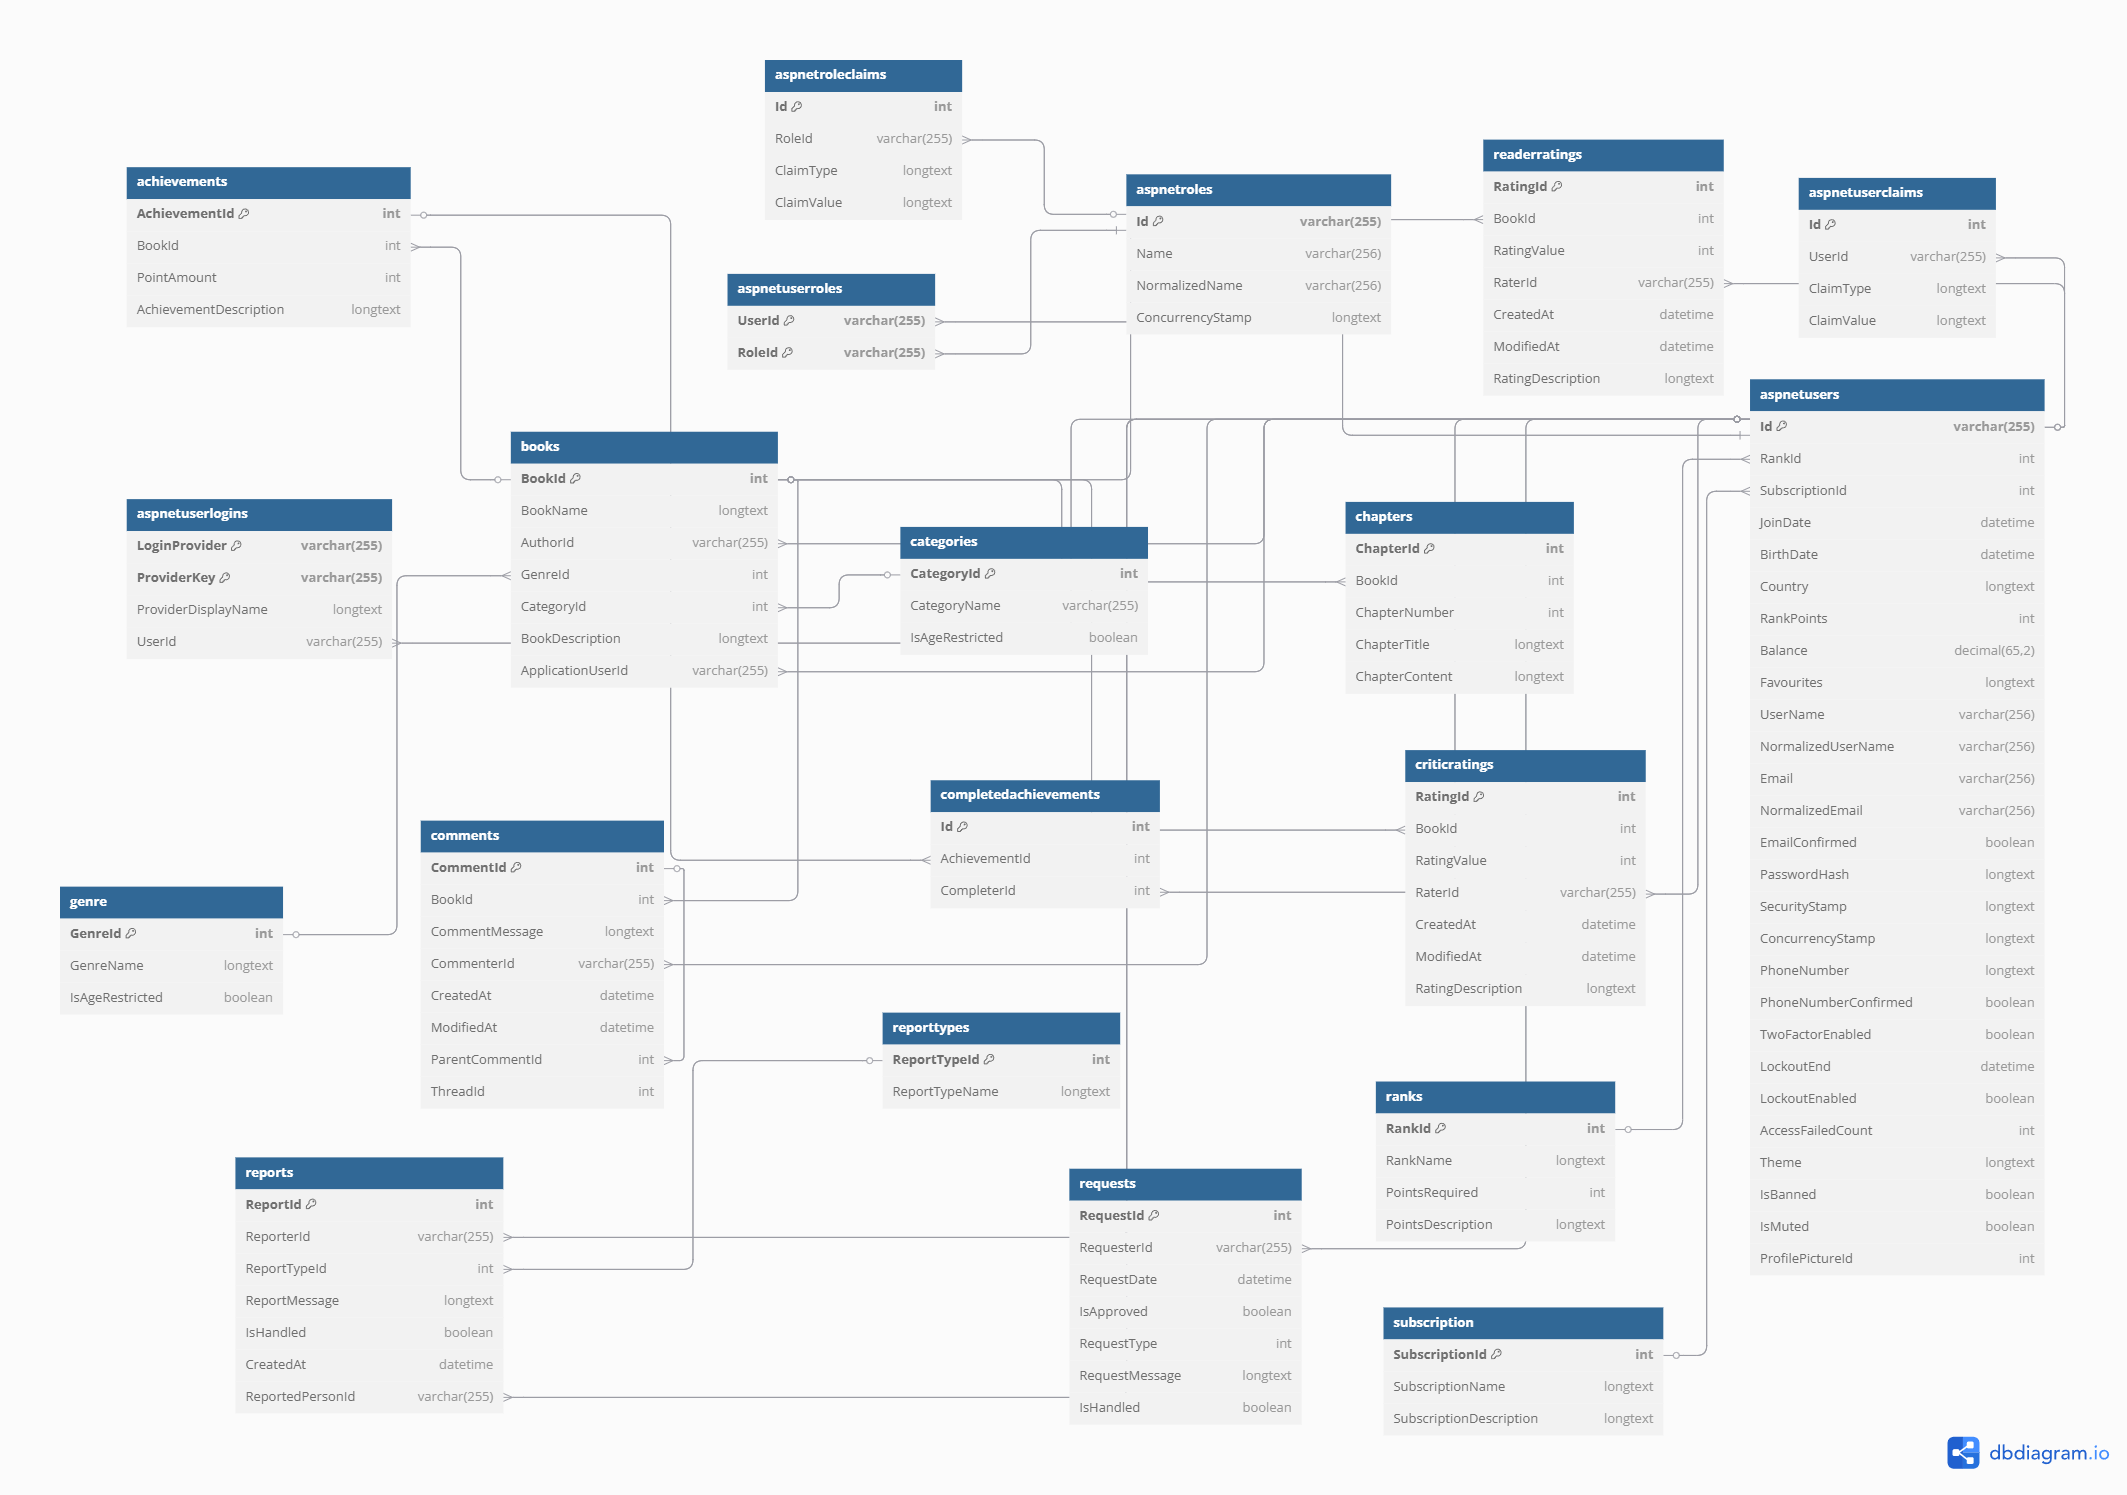 aspnetroleclaims
Id int
RoleId varchar(255)
ClaimType longtext
ClaimValue longtext
readerratings
RatingId int
BookId int
RatingValue int
RaterId varchar(255)
CreatedAt datetime
ModifiedAt datetime
RatingDescription longtext
achievements
AchievementId int
BookId int
PointAmount int
AchievementDescription longtext
aspnetroles
Id varchar(255)
Name varchar(256)
NormalizedName varchar(256)
ConcurrencyStamp longtext
aspnetuserclaims
Id int
UserId varchar(255)
ClaimType longtext
ClaimValue longtext
aspnetuserroles
UserId varchar(255)
RoleId varchar(255)
aspnetusers
Id varchar(255)
RankId int
SubscriptionId int
JoinDate datetime
BirthDate datetime
Country longtext
RankPoints int
Balance decimal(65,2)
Favourites longtext
UserName varchar(256)
NormalizedUserName varchar(256)
Email varchar(256)
NormalizedEmail varchar(256)
EmailConfirmed boolean
PasswordHash longtext
SecurityStamp longtext
ConcurrencyStamp longtext
PhoneNumber longtext
PhoneNumberConfirmed boolean
TwoFactorEnabled boolean
LockoutEnd datetime
LockoutEnabled boolean
AccessFailedCount int
Theme longtext
IsBanned boolean
IsMuted boolean
ProfilePictureId int
books
BookId int
BookName longtext
AuthorId varchar(255)
GenreId int
CategoryId int
BookDescription longtext
ApplicationUserId varchar(255)
aspnetuserlogins
LoginProvider varchar(255)
ProviderKey varchar(255)
ProviderDisplayName longtext
UserId varchar(255)
categories
CategoryId int
CategoryName varchar(255)
IsAgeRestricted boolean
chapters
ChapterId int
BookId int
ChapterNumber int
ChapterTitle longtext
ChapterContent longtext
criticratings
RatingId int
BookId int
RatingValue int
RaterId varchar(255)
CreatedAt datetime
ModifiedAt datetime
RatingDescription longtext
completedachievements
Id int
AchievementId int
CompleterId int
comments
CommentId int
BookId int
CommentMessage longtext
CommenterId varchar(255)
CreatedAt datetime
ModifiedAt datetime
ParentCommentId int
ThreadId int
genre
GenreId int
GenreName longtext
IsAgeRestricted boolean
reporttypes
ReportTypeId int
ReportTypeName longtext
ranks
RankId int
RankName longtext
PointsRequired int
PointsDescription longtext
reports
ReportId int
ReporterId varchar(255)
ReportTypeId int
ReportMessage longtext
IsHandled boolean
CreatedAt datetime
ReportedPersonId varchar(255)
requests
RequestId int
RequesterId varchar(255)
RequestDate datetime
IsApproved boolean
RequestType int
RequestMessage longtext
IsHandled boolean
subscription
SubscriptionId int
SubscriptionName longtext
SubscriptionDescription longtext
dbdiagram.io